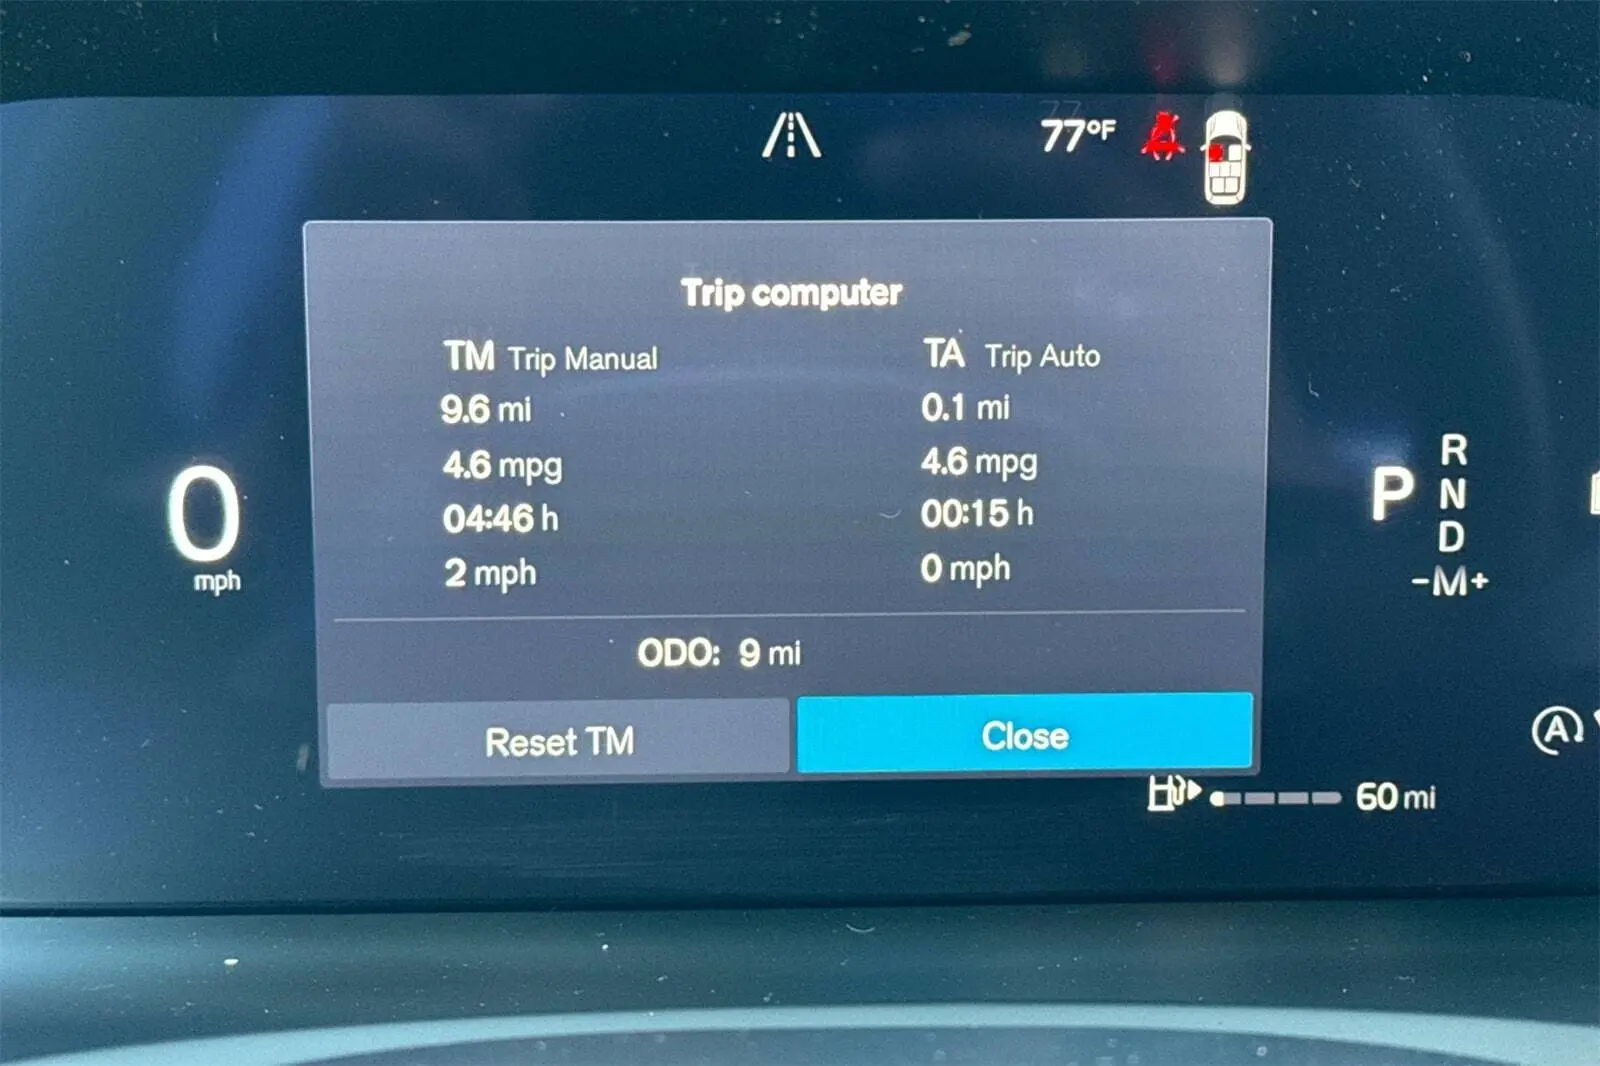 77°F
Trip computer
TM Trip Manual
9.6 mi
4.6 mpg
04:46 h
2 mph
TA Trip Auto
0.1 mi
4.6 mpg
00:15 h
0 mph
ODO: 9 mi
Reset TM
Close
0
mph
P
R
N
D
-M+
A
60 mi